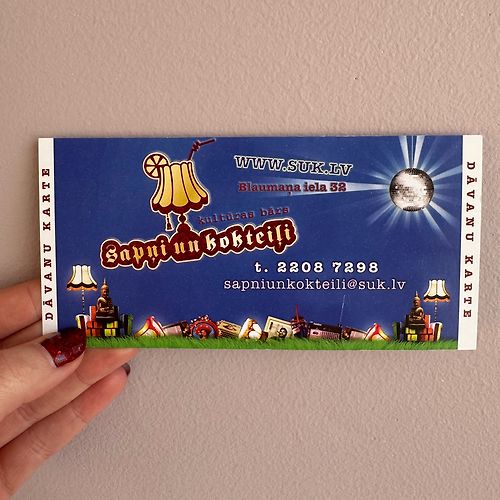 DĀVANU KARTE
WWW.SUK.LV
Blaumaņa iela 32
kultūras bārs
sapņi un kokteiļi
t. 2208 7298
sapniunkokteili@suk.lv
DĀVANU KARTE